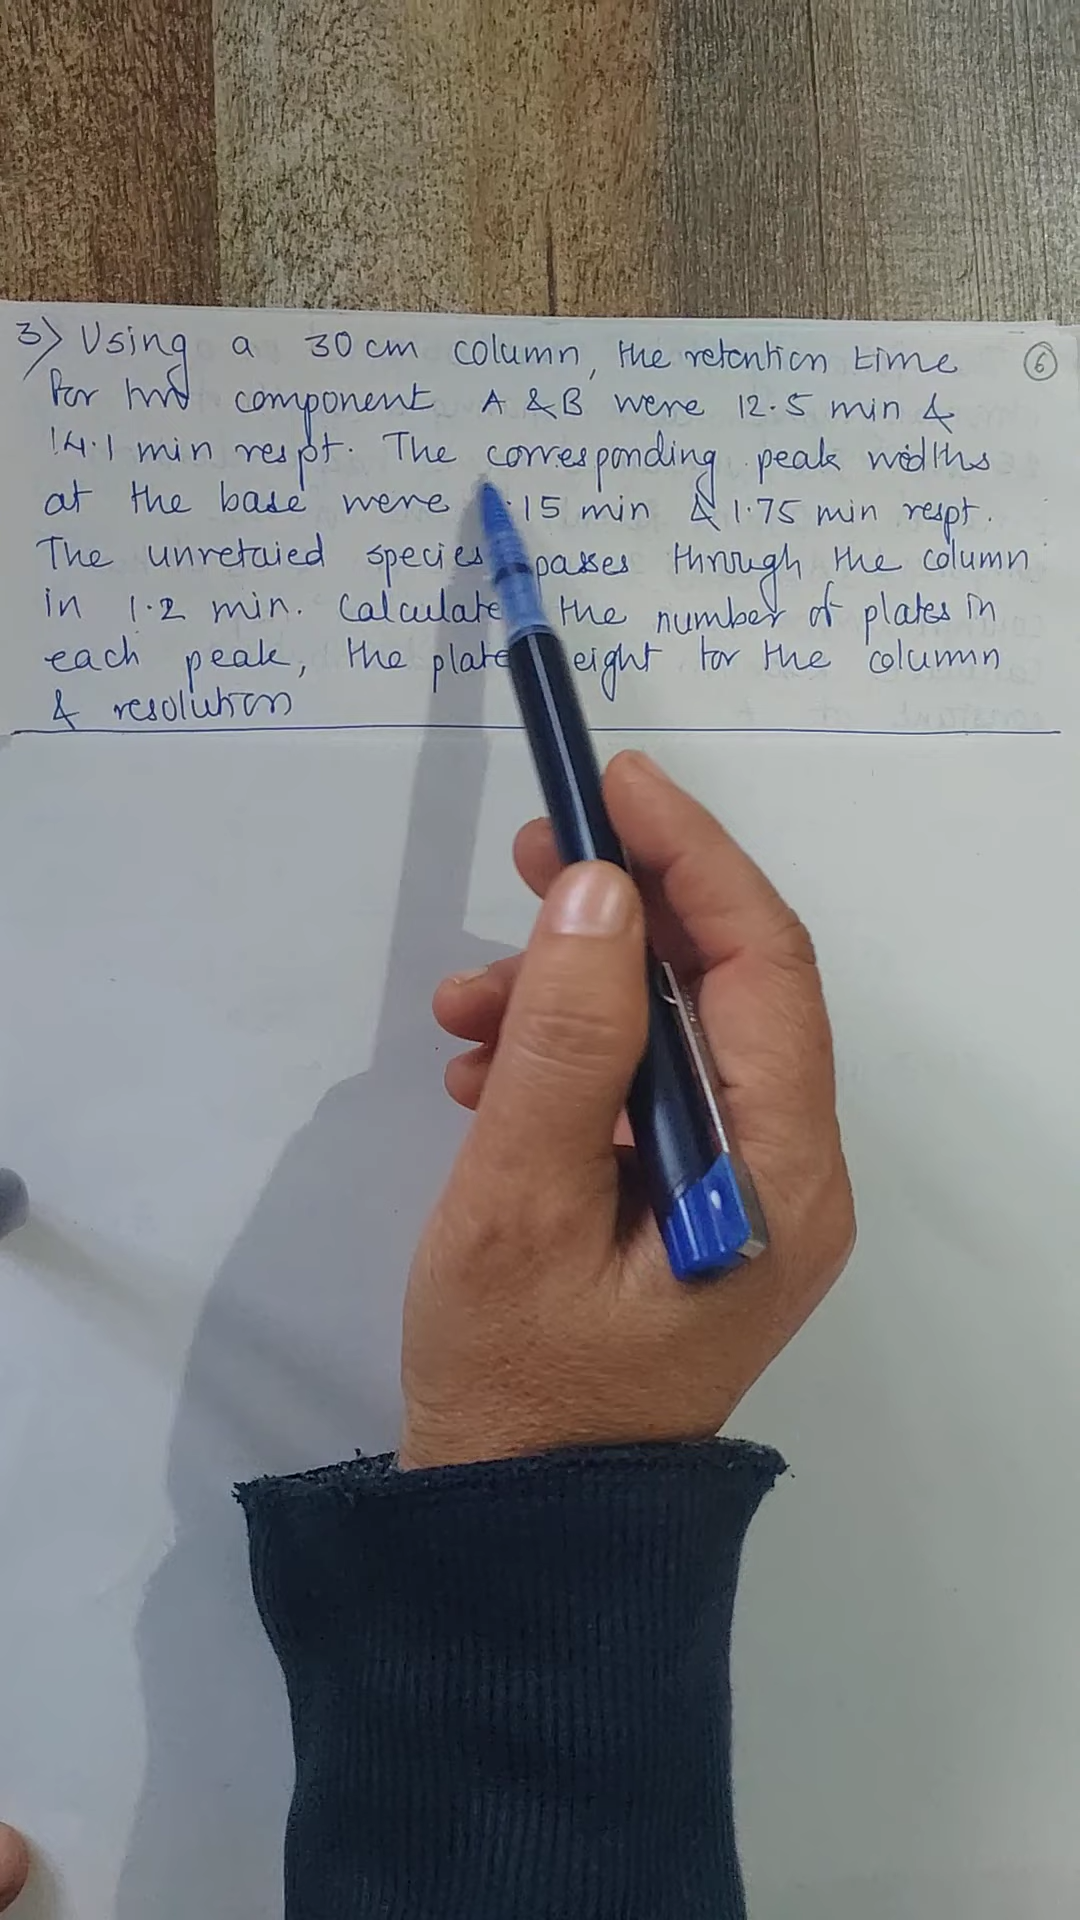 3) Using a 30 cm column, the retention time 6
for two component A & B were 12.5 min &
14.1 min respt. The corresponding peak widths
at the base were .15 min & 1.75 min respt.
The unretaied species passes through the column
in 1.2 min. Calculate the number of plates in
each peak, the plate eight for the column
& resolution